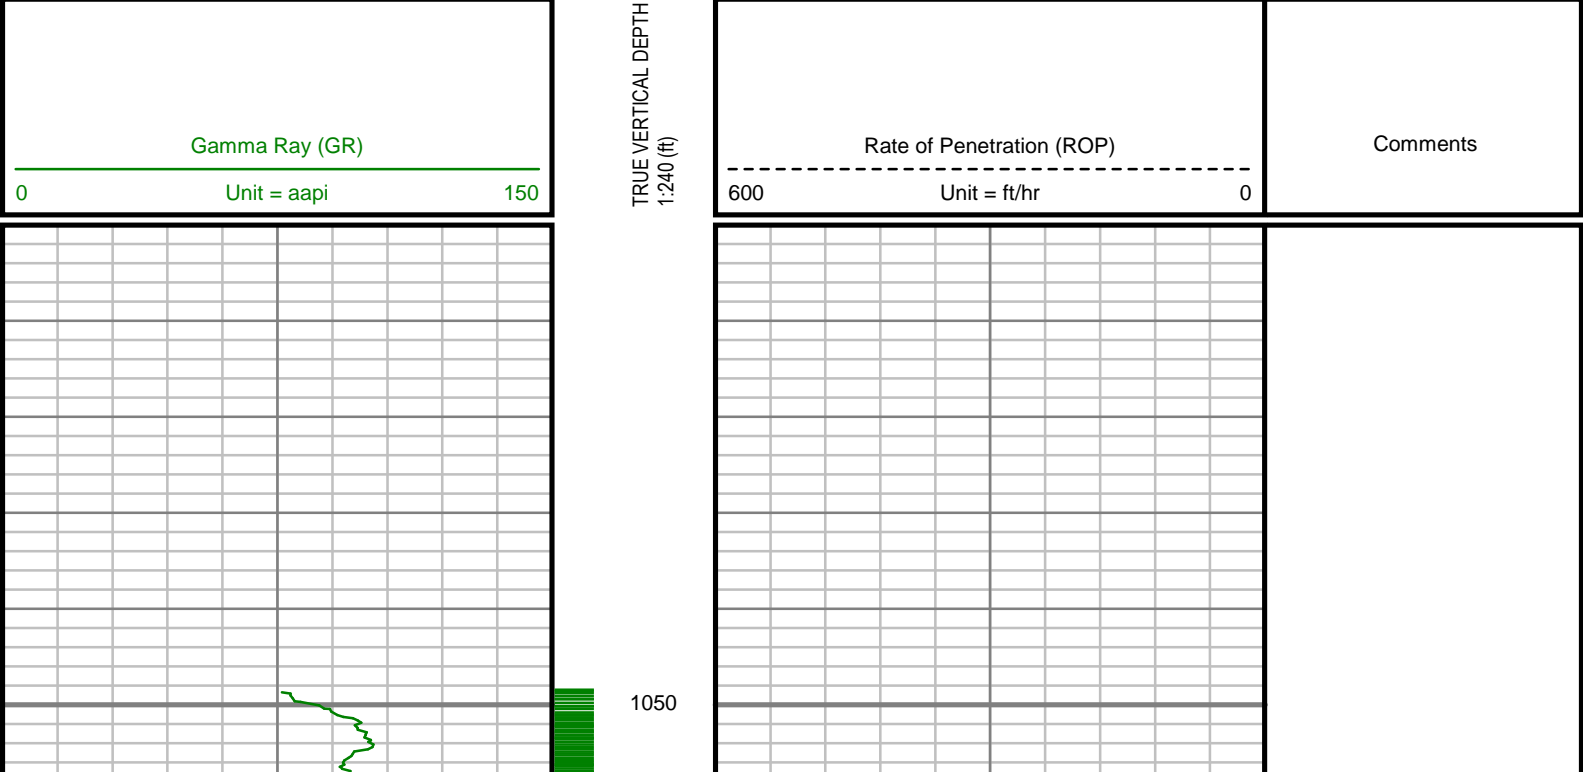 Gamma Ray (GR)
0 Unit = aapi 150
TRUE VERTICAL DEPTH
1:240 (ft)
Rate of Penetration (ROP)
600 Unit = ft/hr 0
Comments
1050